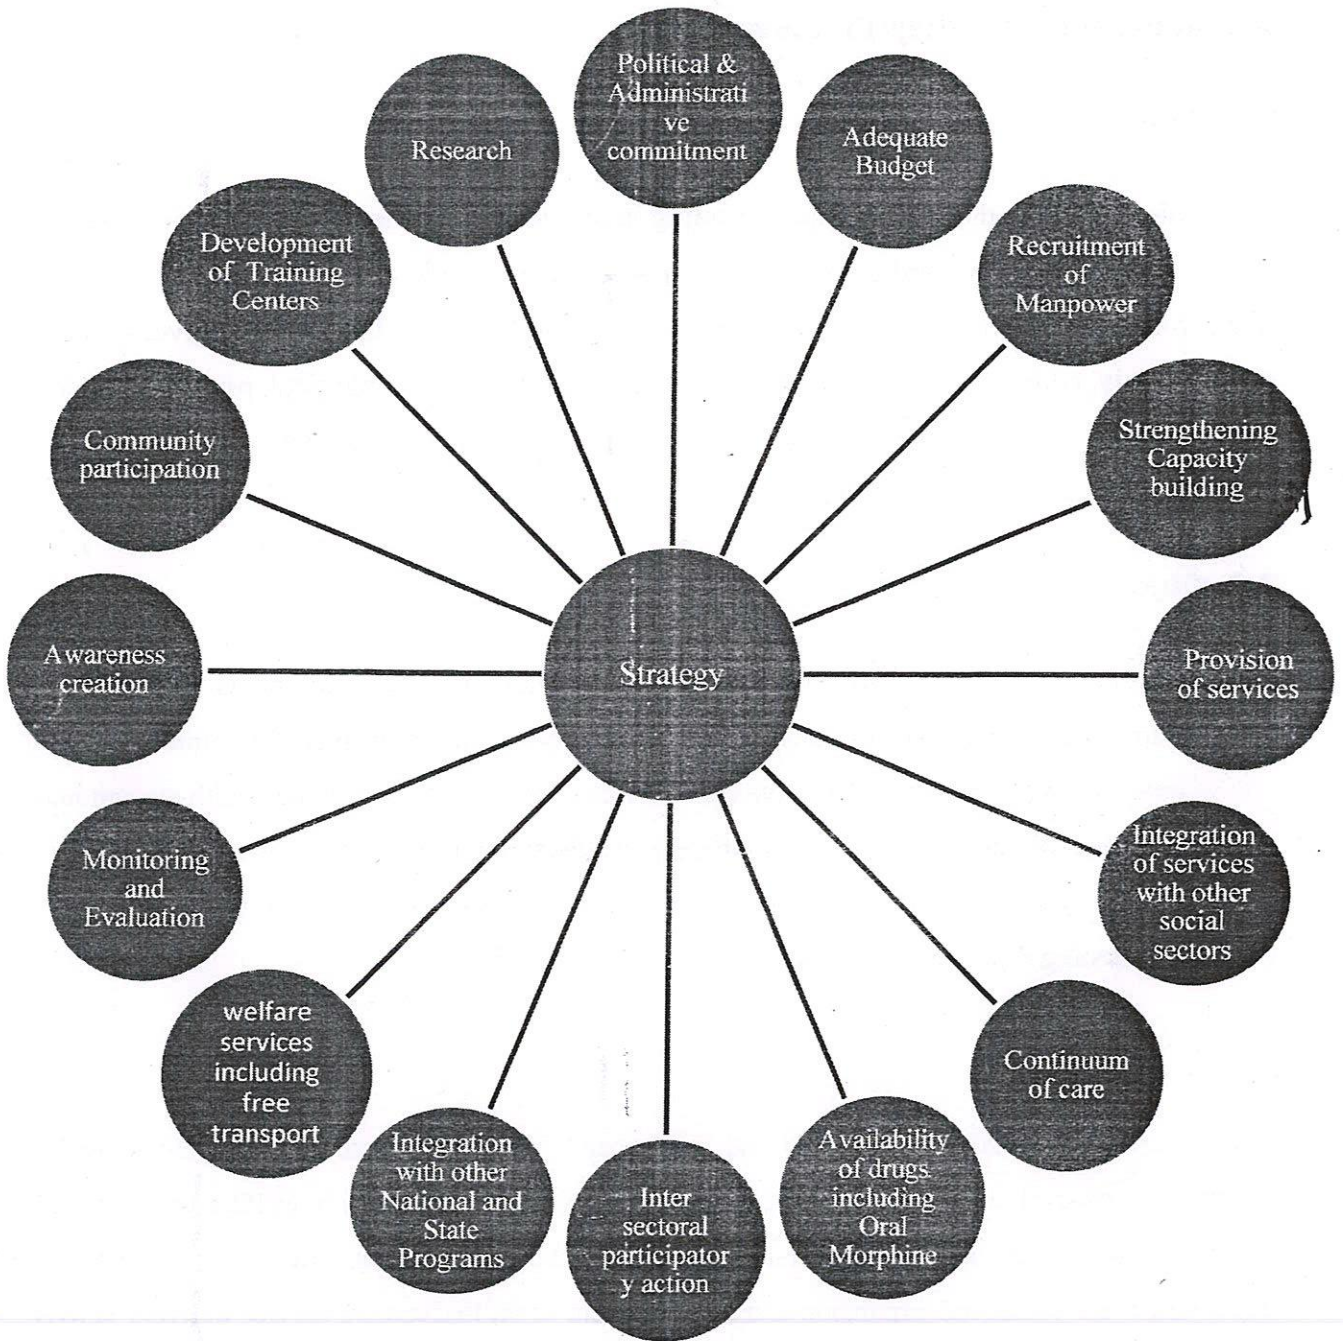 Political &
Administrati
ve
commitment
Adequate
Budget
Recruitment
of
Manpower
Strengthening
Capacity
building
Provision
of services
Integration
of services
with other
social
sectors
Continuum
of care
Availability
of drugs
including
Oral
Morphine
Inter
sectoral
participator
y action
Integration
with other
National and
State
Programs
welfare
services
including
free
transport
Monitoring
and
Evaluation
Awareness
creation
Community
participation
Development
of Training
Centers
Research
Strategy